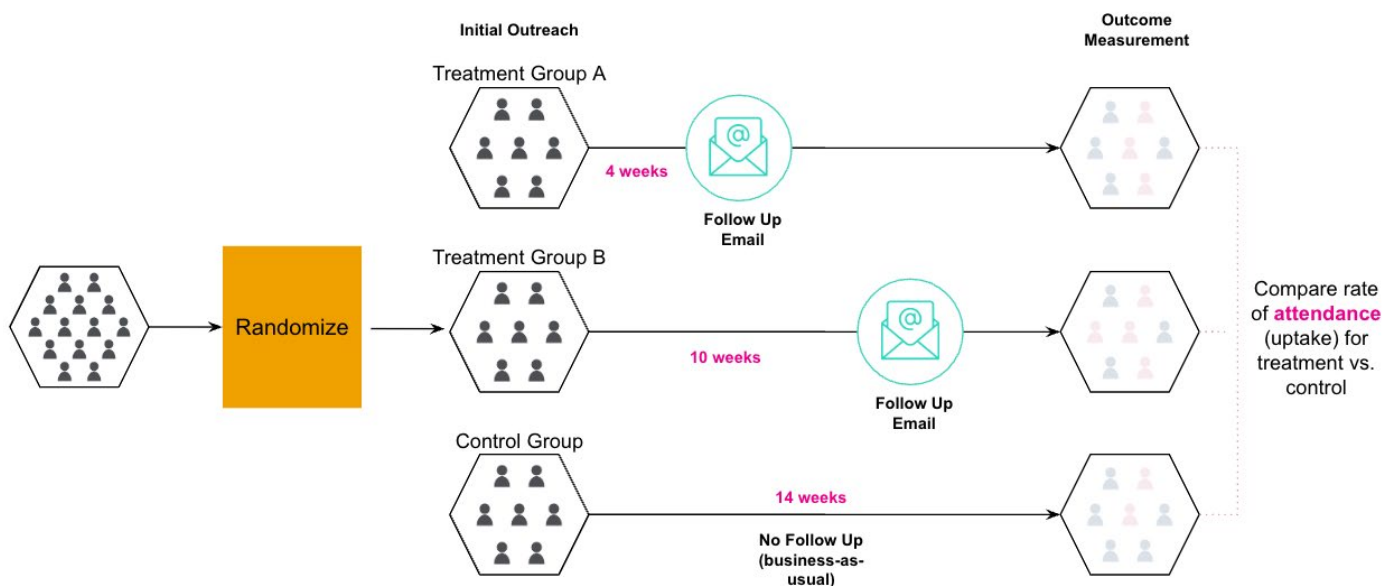 Initial Outreach
Outcome
Measurement
Treatment Group A
@
4 weeks
Follow Up
Email
Randomize
Treatment Group B
@
10 weeks
Follow Up
Email
Compare rate
of attendance
(uptake) for
treatment vs.
control
Control Group
14 weeks
No Follow Up
(business-as-
usual)